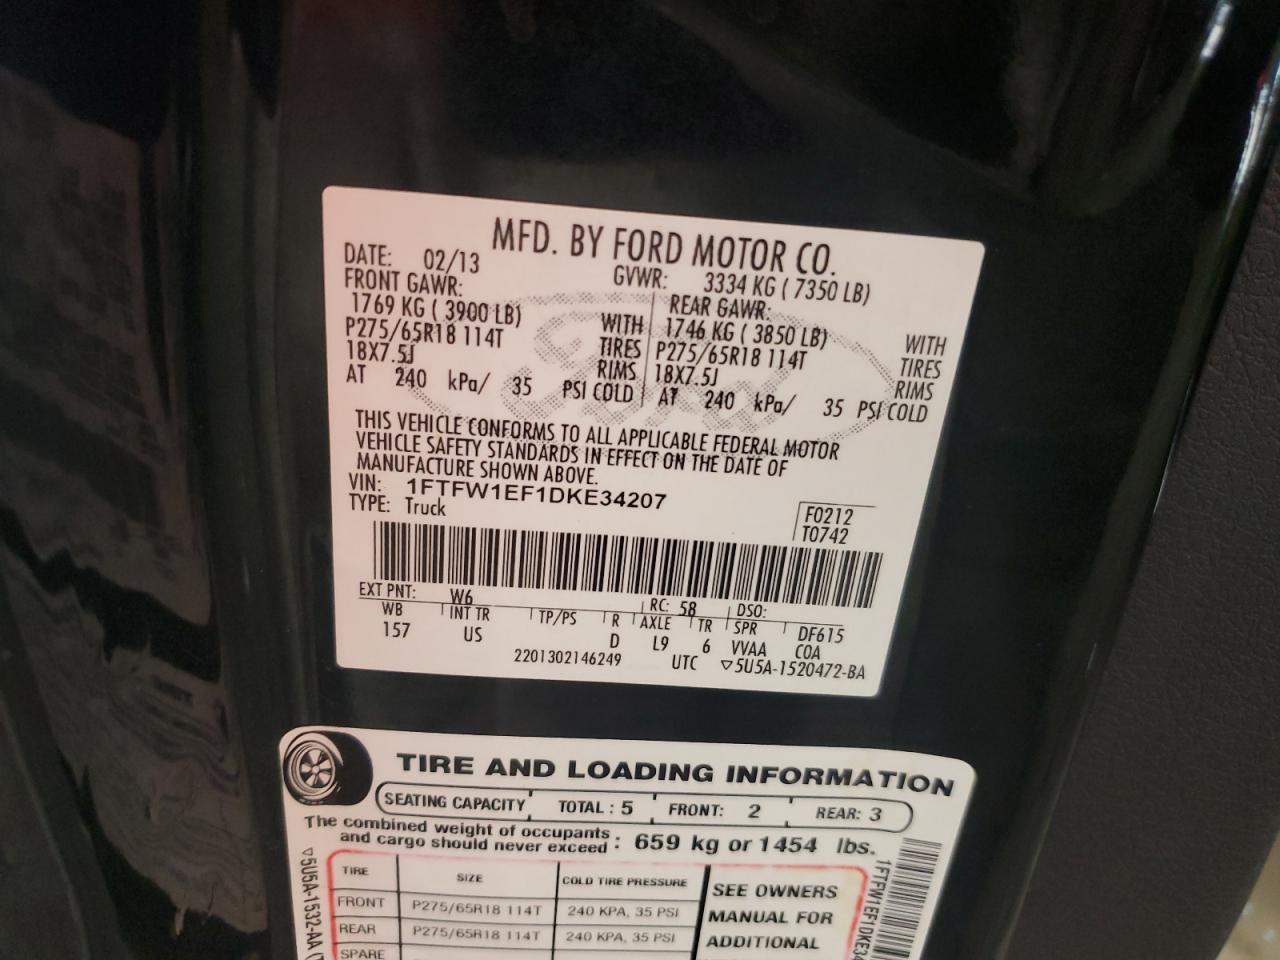 MFD. BY FORD MOTOR CO.
DATE: 02/13 GVWR: 3334 KG ( 7350 LB)
FRONT GAWR: REAR GAWR:
1769 KG ( 3900 LB) WITH 1746 KG ( 3850 LB) WITH
P275/65R18 114T TIRES P275/65R18 114T TIRES
18X7.5J RIMS 18X7.5J RIMS
AT 240 kPa/ 35 PSI COLD AT 240 kPa/ 35 PSI COLD
Ford
THIS VEHICLE CONFORMS TO ALL APPLICABLE FEDERAL MOTOR
VEHICLE SAFETY STANDARDS IN EFFECT ON THE DATE OF
MANUFACTURE SHOWN ABOVE.
VIN: 1FTFW1EF1DKE34207
TYPE: Truck
F0212
T0742
EXT PNT: W6 RC: 58 DSO:
WB INT TR TP/PS R AXLE TR SPR DF615
157 US D L9 6 VVAA COA
2201302146249 UTC ▽5U5A-1520472-BA
TIRE AND LOADING INFORMATION
SEATING CAPACITY TOTAL : 5 FRONT: 2 REAR: 3
The combined weight of occupants
and cargo should never exceed : 659 kg or 1454 lbs.
TIRE SIZE COLD TIRE PRESSURE
FRONT P275/65R18 114T 240 KPA, 35 PSI
REAR P275/65R18 114T 240 KPA, 35 PSI
SPARE
SEE OWNERS
MANUAL FOR
ADDITIONAL
▽5U5A-1532-AA
1FTFW1EF1DKE34